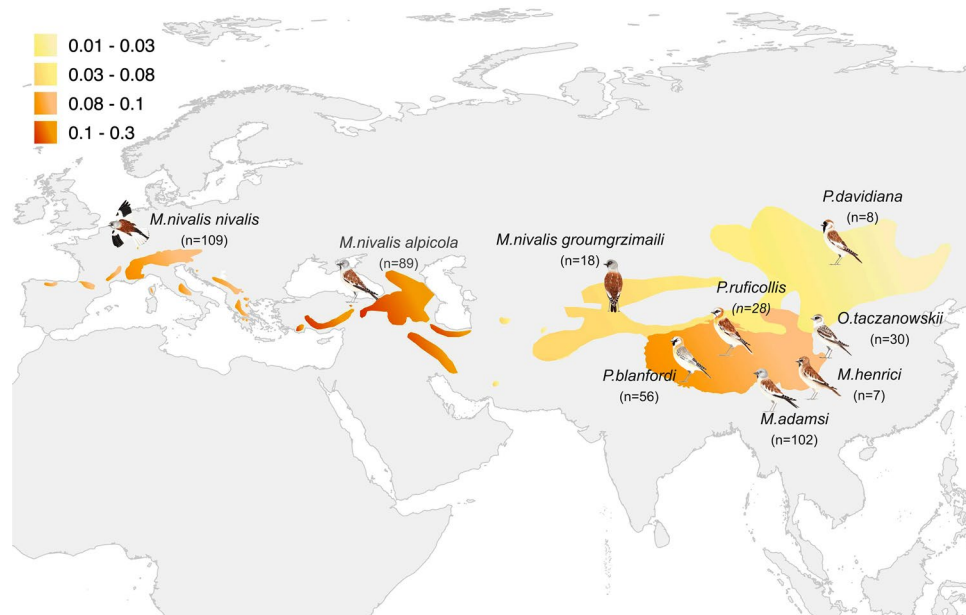 0.01 - 0.03
0.03 - 0.08
0.08 - 0.1
0.1 - 0.3
M.nivalis nivalis
(n=109)
M.nivalis alpicola
(n=89)
M.nivalis groumgrzimaili
(n=18)
P.davidiana
(n=8)
P.ruficollis
(n=28)
O.taczanowskii
(n=30)
P.blanfordi
(n=56)
M.henrici
(n=7)
M.adamsi
(n=102)